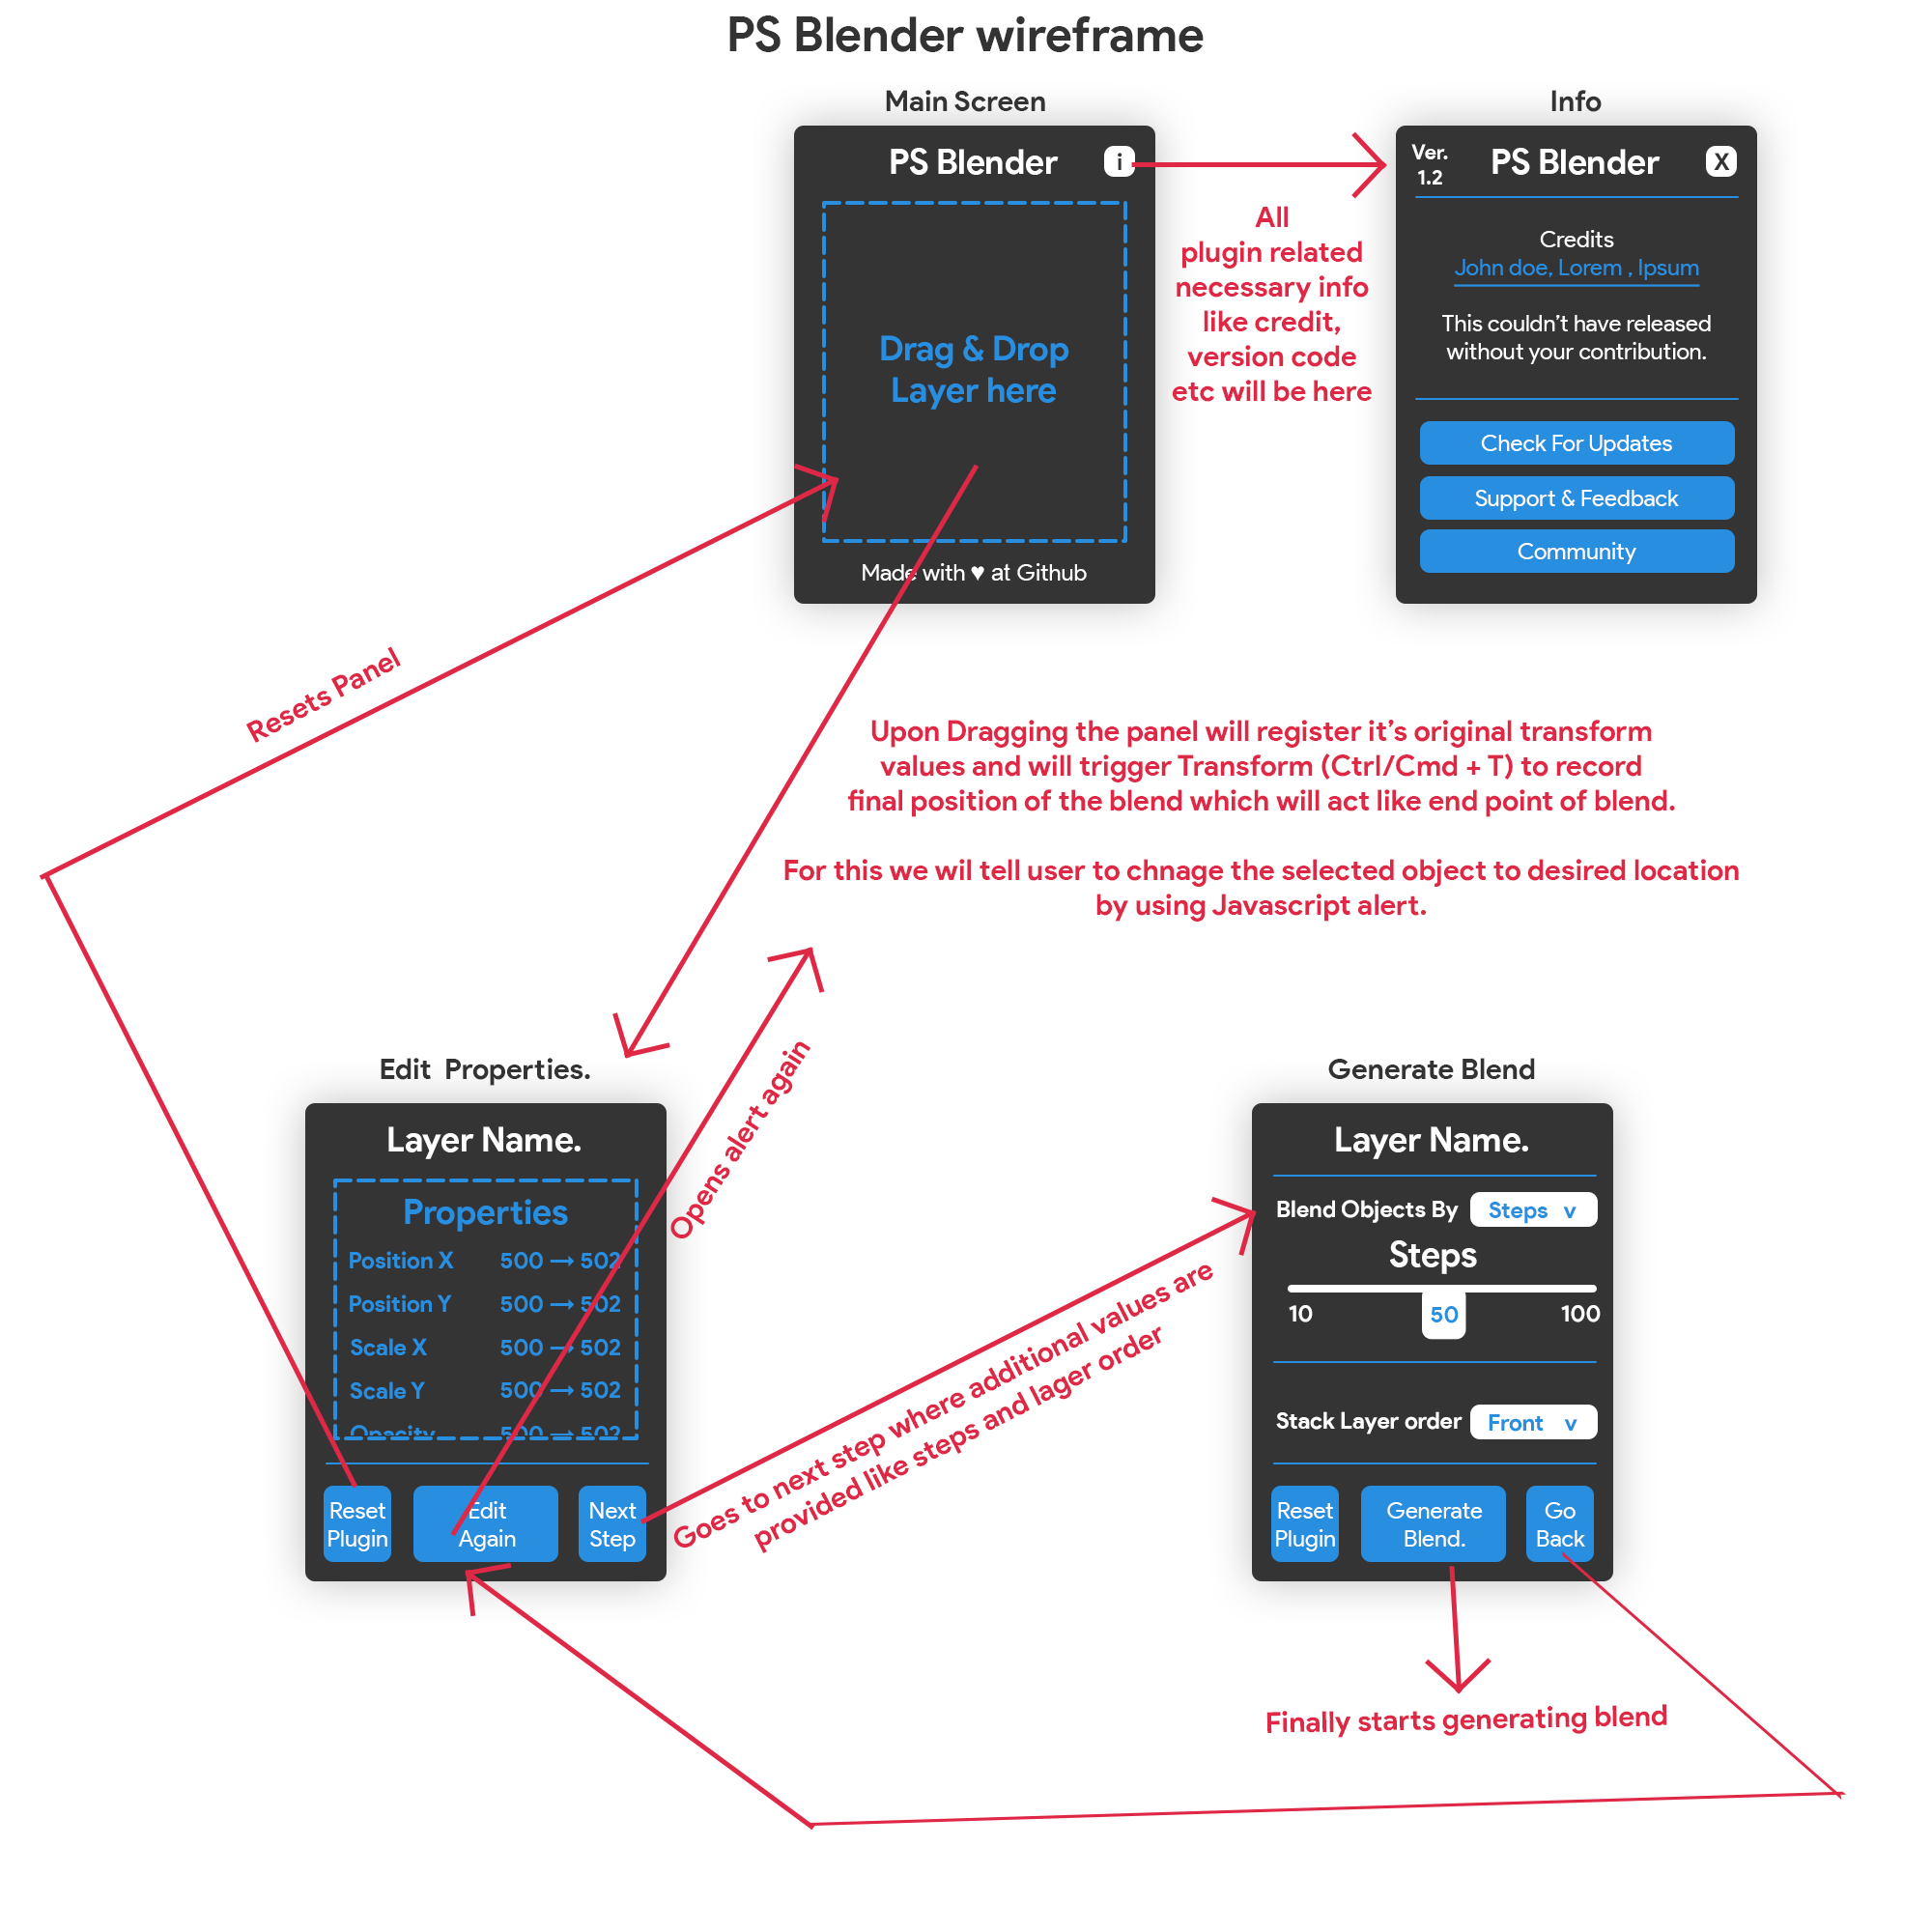 PS Blender wireframe
Main Screen
PS Blender
i
Drag & Drop
Layer here
Made with ♥ at Github
All
plugin related
necessary info
like credit,
version code
etc will be here
Info
Ver.
1.2
PS Blender
X
Credits
John doe, Lorem , Ipsum
This couldn't have released
without your contribution.
Check For Updates
Support & Feedback
Community
Resets Panel
Upon Dragging the panel will register it's original transform
values and will trigger Transform (Ctrl/Cmd + T) to record
final position of the blend which will act like end point of blend.
For this we wil tell user to chnage the selected object to desired location
by using Javascript alert.
Opens alert again
Edit Properties.
Layer Name.
Properties
Position X 500 → 502
Position Y 500 → 502
Scale X 500 → 502
Scale Y 500 → 502
Opacity 500 → 502
Reset
Plugin
Edit
Again
Next
Step
Goes to next step where additional values are
provided like steps and lager order
Generate Blend
Layer Name.
Blend Objects By Steps v
Steps
10 50 100
Stack Layer order Front v
Reset
Plugin
Generate
Blend.
Go
Back
Finally starts generating blend